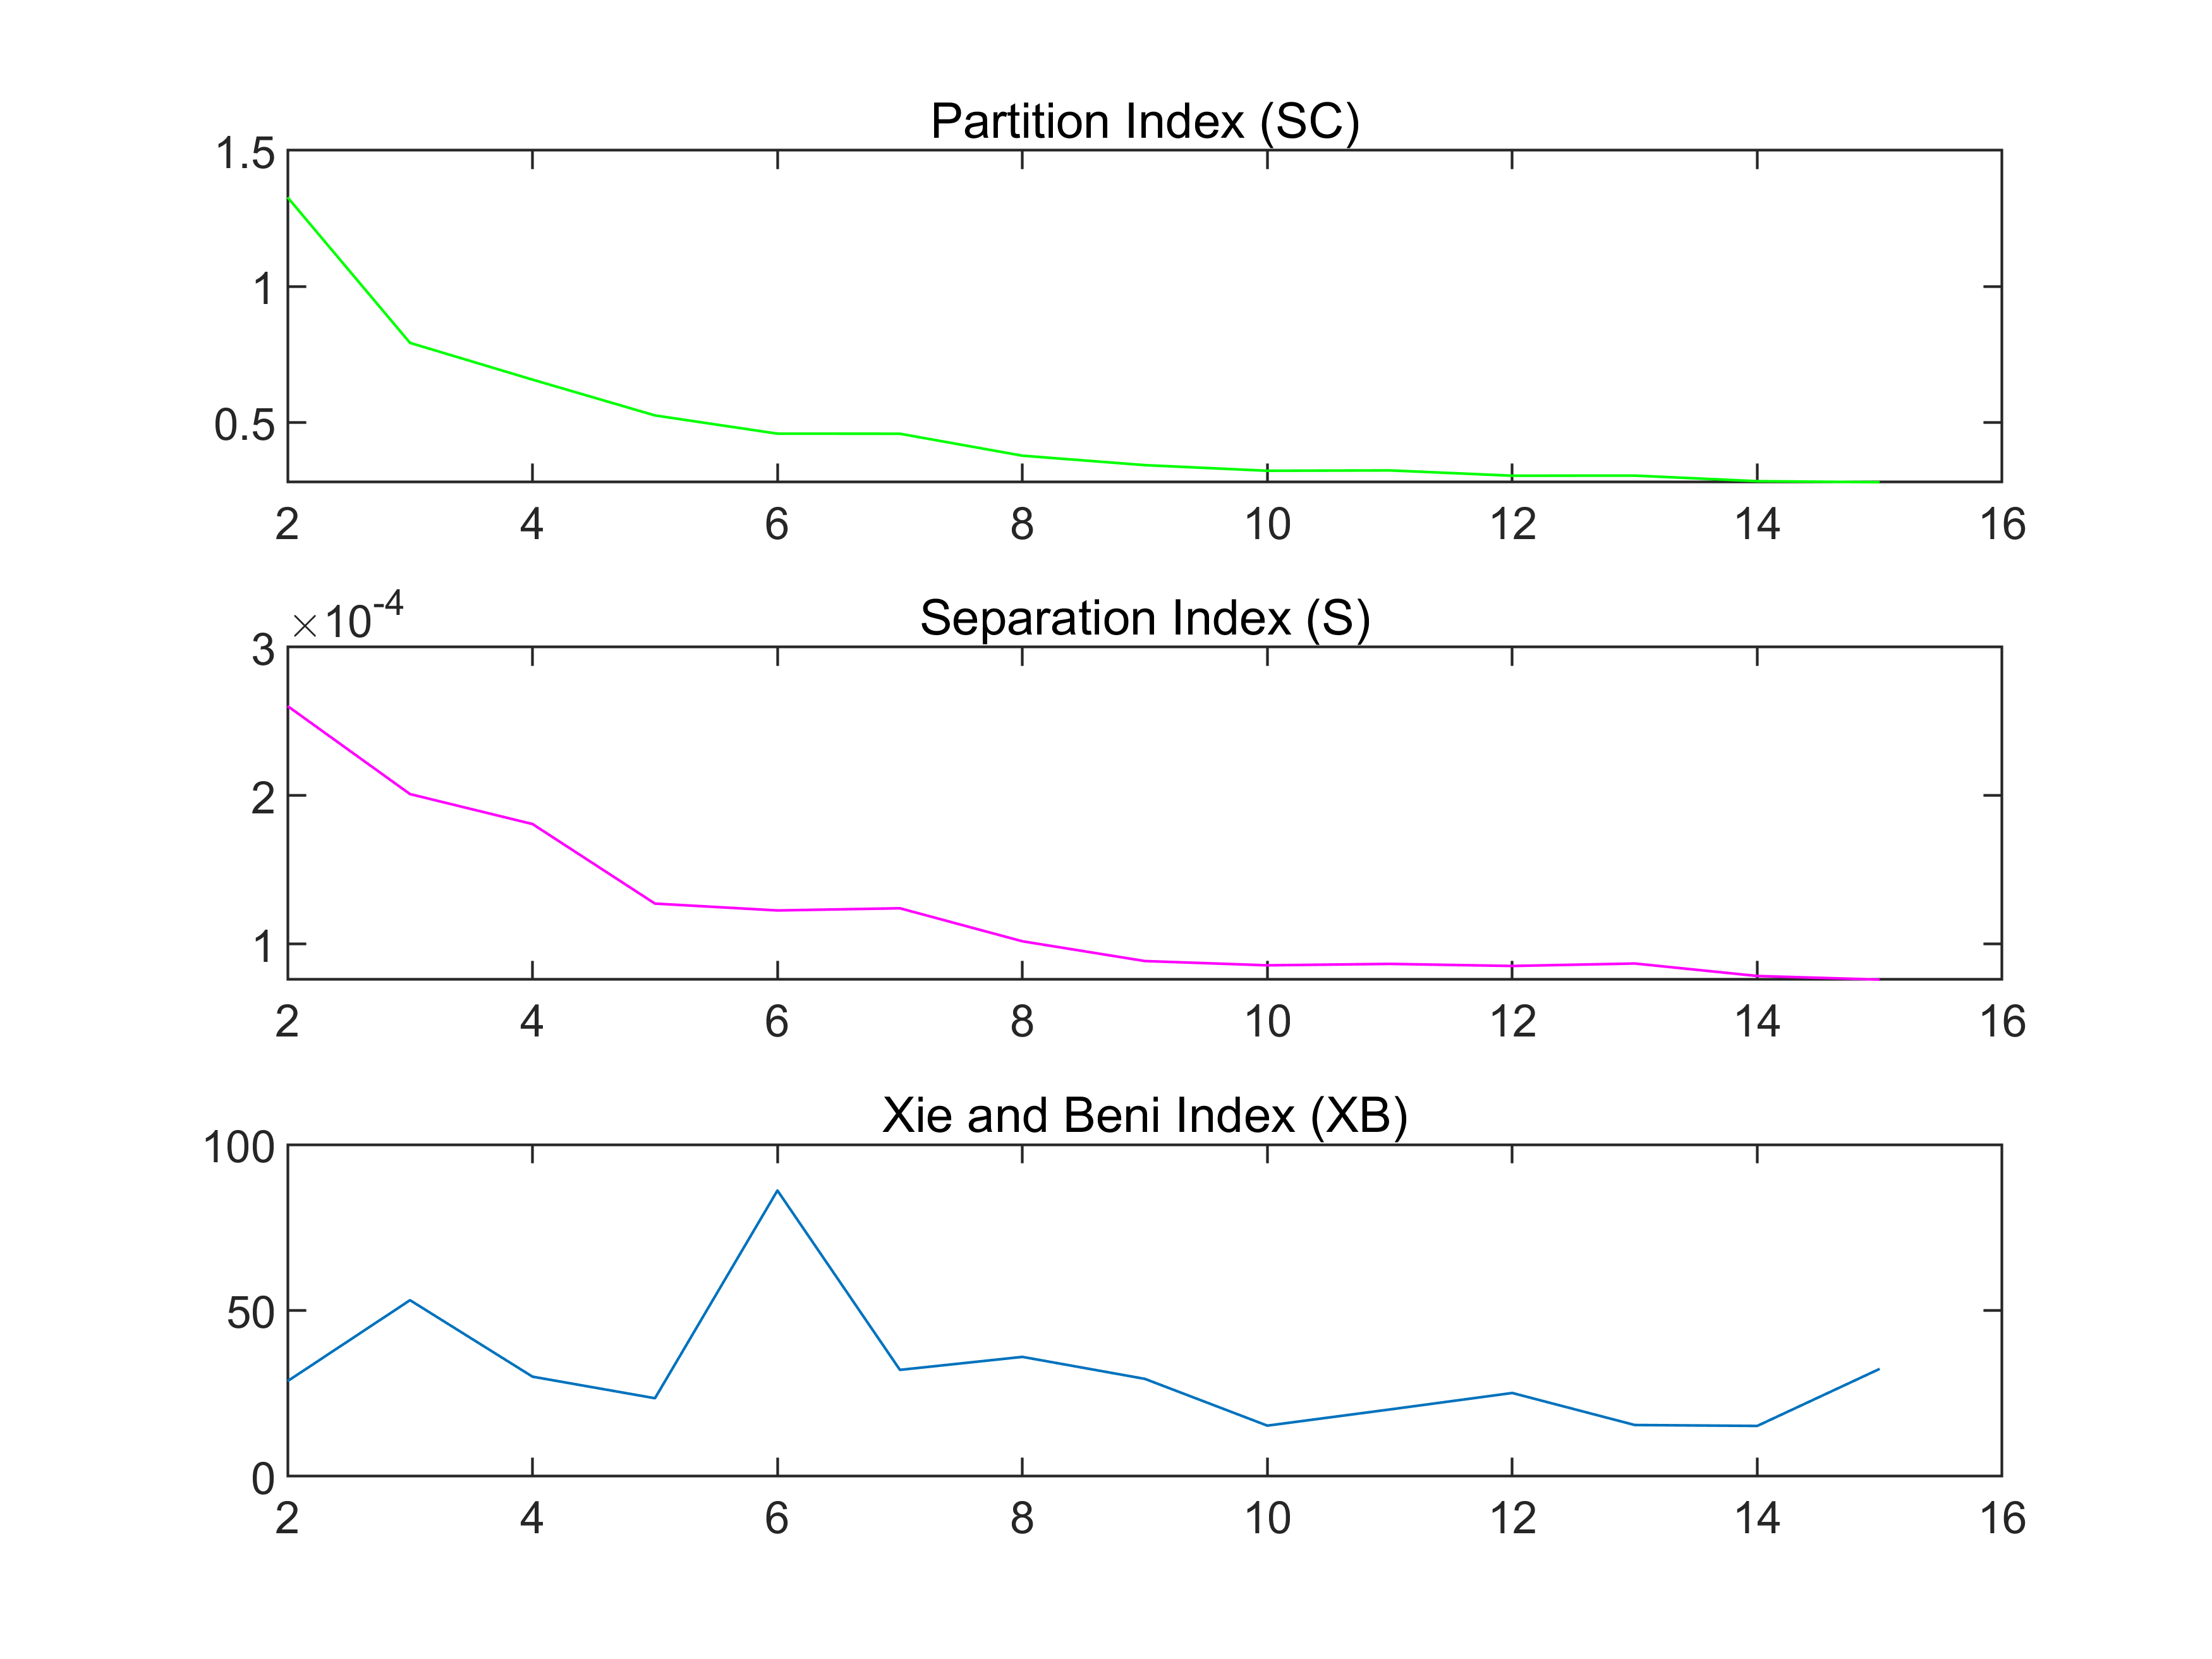 Partition Index (SC)
1.5
1
0.5
2 4 6 8 10 12 14 16
Separation Index (S)
×10-4
3
2
1
2 4 6 8 10 12 14 16
Xie and Beni Index (XB)
100
50
0
2 4 6 8 10 12 14 16